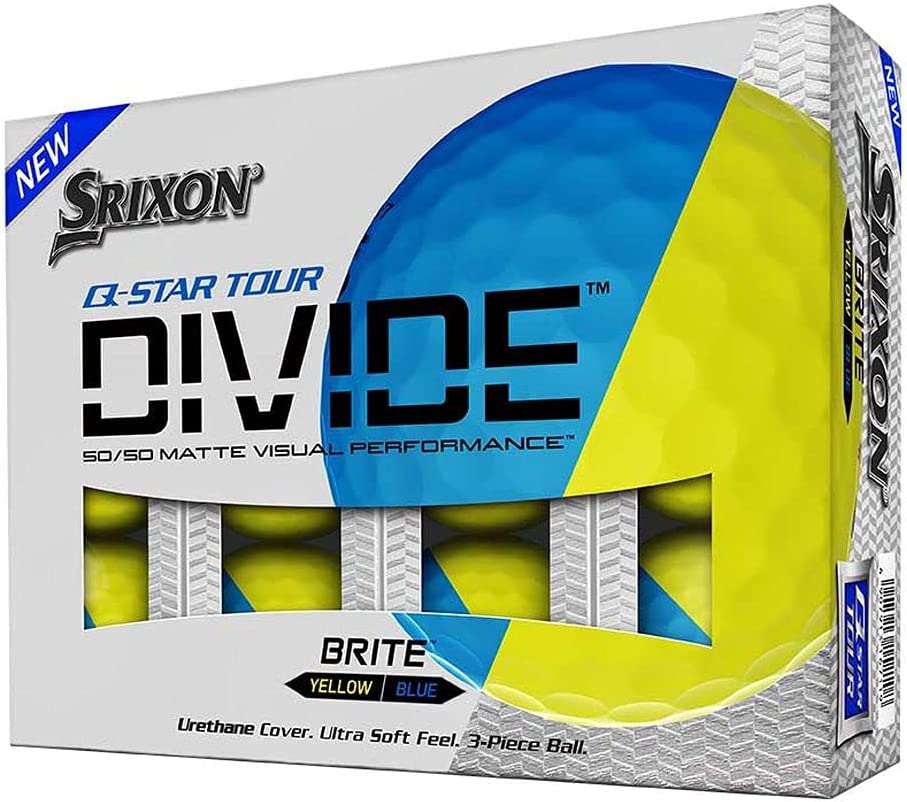 NEW
SRIXON®
Q-STAR TOUR
DIVIDE™
50/50 MATTE VISUAL PERFORMANCE™
BRITE™
YELLOW BLUE
Urethane Cover. Ultra Soft Feel. 3-Piece Ball.
NEW
SRIXON
BRITE
YELLOW BLUE
Q-STAR
TOUR